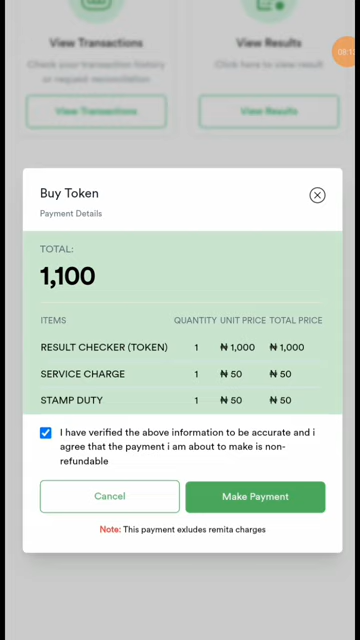 View Transactions View Results
Check your transaction history Click here to view result
or request reconciliation
View Transactions View Results
Buy Token
Payment Details
TOTAL:
1,100
ITEMS QUANTITY UNIT PRICE TOTAL PRICE
RESULT CHECKER (TOKEN) 1 ₦ 1,000 ₦ 1,000
SERVICE CHARGE 1 ₦ 50 ₦ 50
STAMP DUTY 1 ₦ 50 ₦ 50
I have verified the above information to be accurate and i
agree that the payment i am about to make is non-
refundable
Cancel Make Payment
Note: This payment exludes remita charges